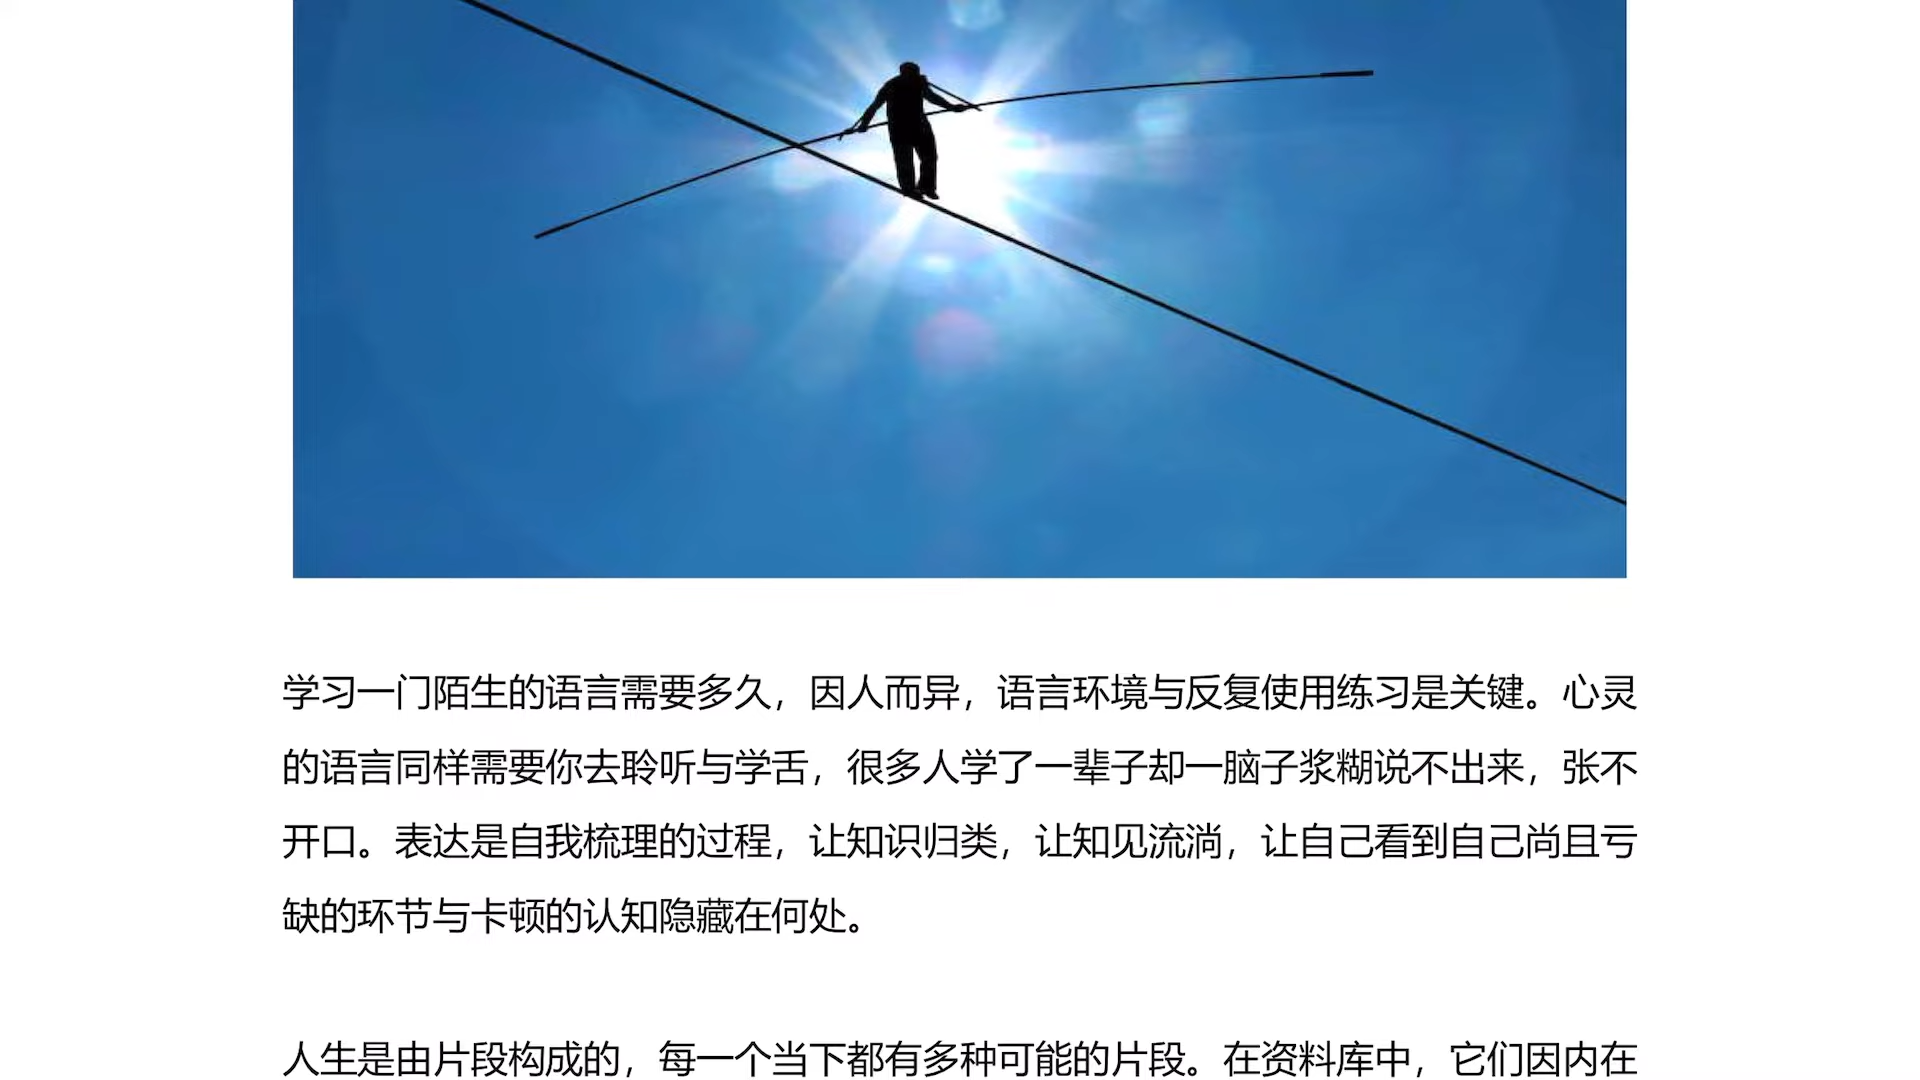 学习一门陌生的语言需要多久，因人而异，语言环境与反复使用练习是关键。心灵
的语言同样需要你去聆听与学舌，很多人学了一辈子却一脑子浆糊说不出来，张不
开口。表达是自我梳理的过程，让知识归类，让知见流淌，让自己看到自己尚且亏
缺的环节与卡顿的认知隐藏在何处。
人生是由片段构成的，每一个当下都有多种可能的片段。在资料库中，它们因内在